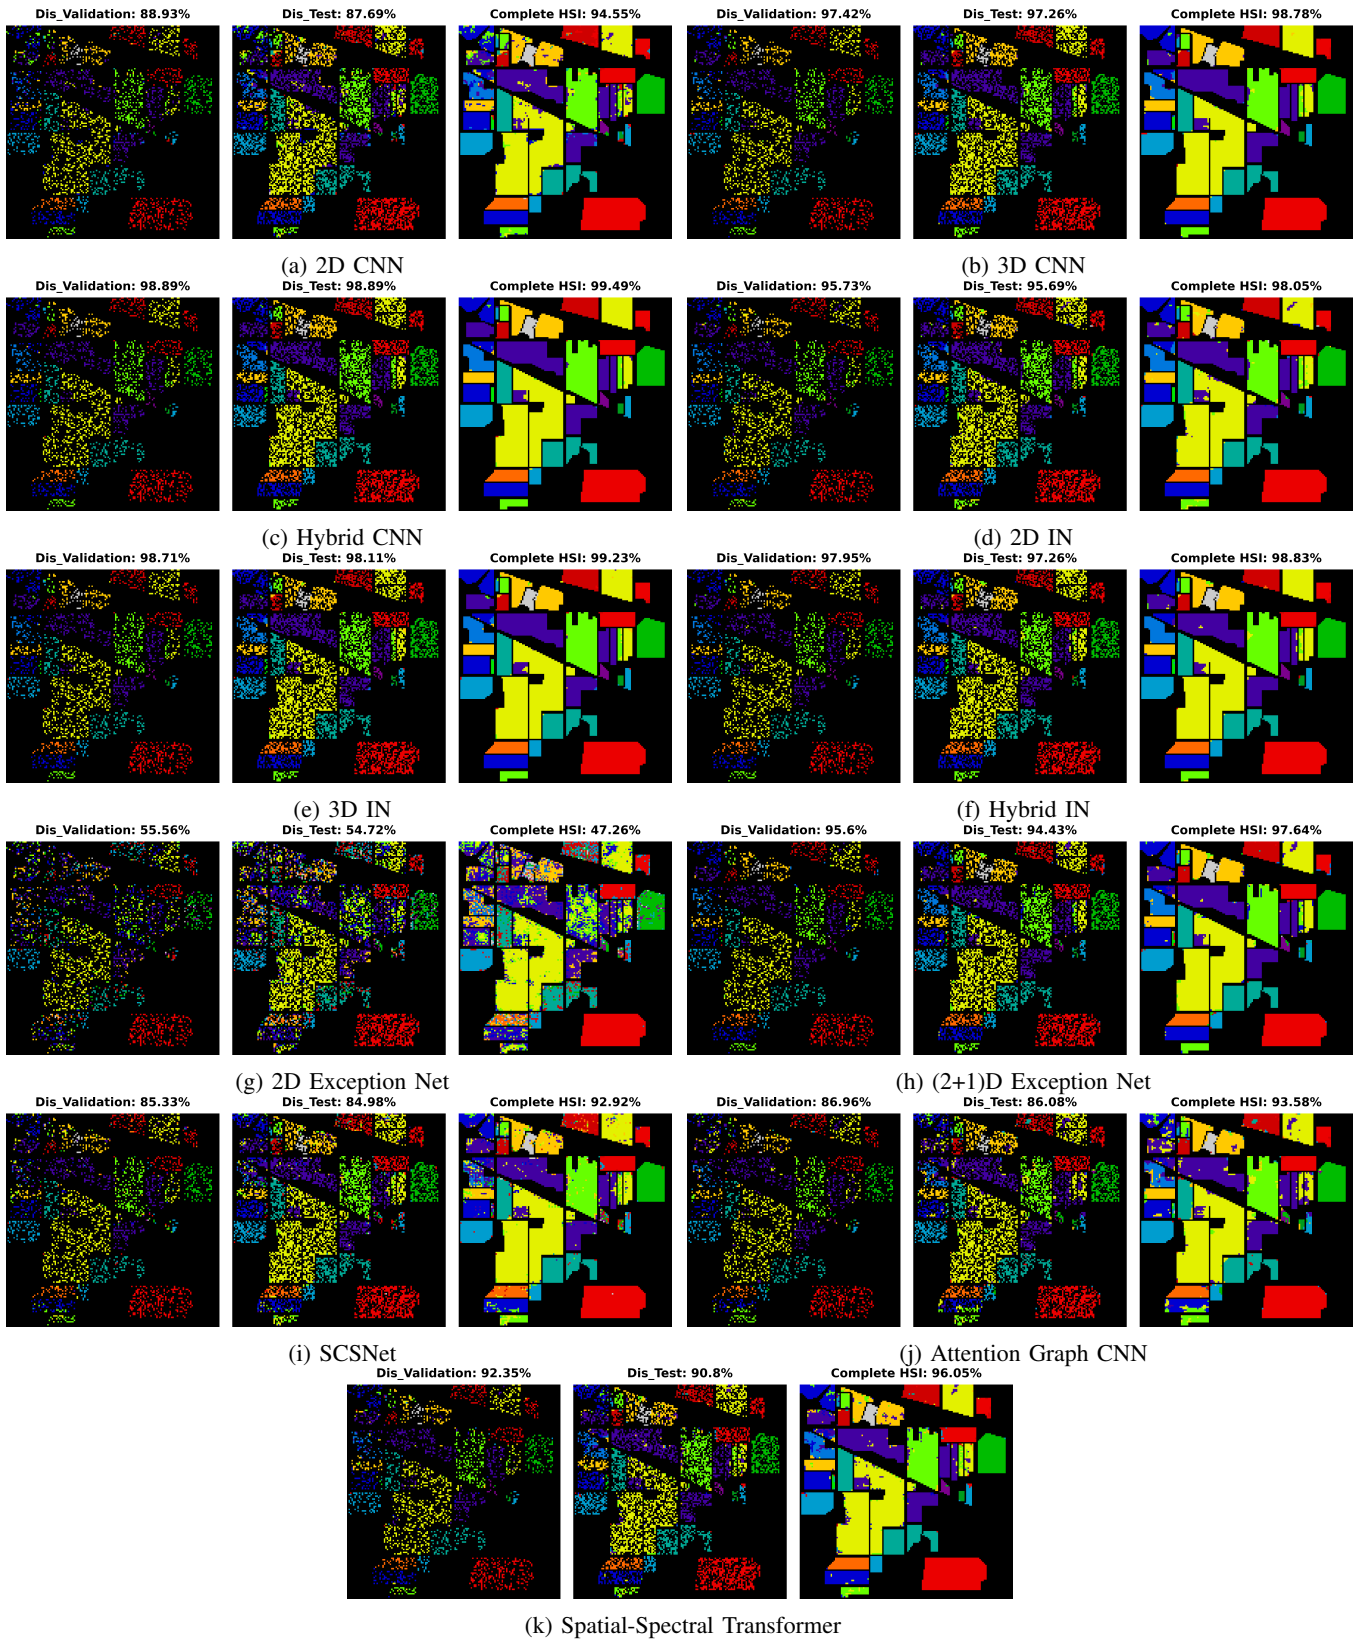 Dis_Validation: 88.93% Dis_Test: 87.69% Complete HSI: 94.55% Dis_Validation: 97.42% Dis_Test: 97.26% Complete HSI: 98.78%
(a) 2D CNN (b) 3D CNN
Dis_Validation: 98.89% Dis_Test: 98.89% Complete HSI: 99.49% Dis_Validation: 95.73% Dis_Test: 95.69% Complete HSI: 98.05%
(c) Hybrid CNN (d) 2D IN
Dis_Validation: 98.71% Dis_Test: 98.11% Complete HSI: 99.23% Dis_Validation: 97.95% Dis_Test: 97.26% Complete HSI: 98.83%
(e) 3D IN (f) Hybrid IN
Dis_Validation: 55.56% Dis_Test: 54.72% Complete HSI: 47.26% Dis_Validation: 95.6% Dis_Test: 94.43% Complete HSI: 97.64%
(g) 2D Exception Net (h) (2+1)D Exception Net
Dis_Validation: 85.33% Dis_Test: 84.98% Complete HSI: 92.92% Dis_Validation: 86.96% Dis_Test: 86.08% Complete HSI: 93.58%
(i) SCSNet (j) Attention Graph CNN
Dis_Validation: 92.35% Dis_Test: 90.8% Complete HSI: 96.05%
(k) Spatial-Spectral Transformer